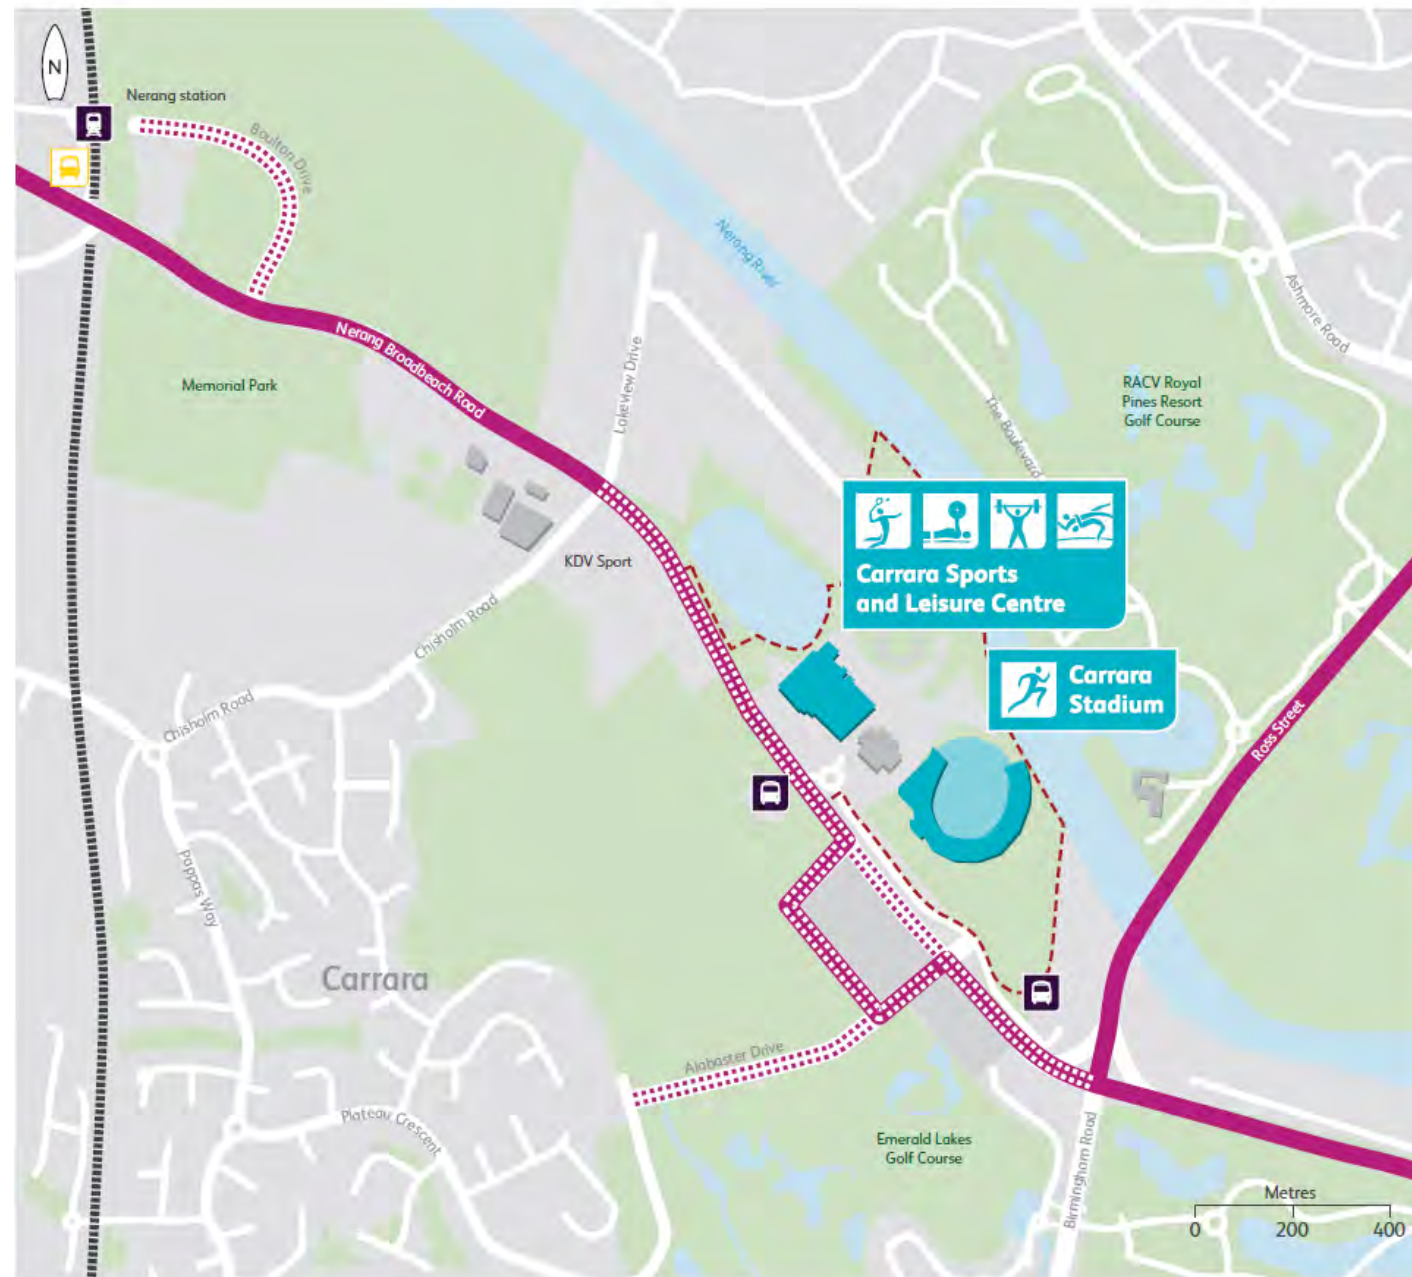 N
Nerang station
Boulton Drive
Nerang River
Ashmore Road
Nerang Broadbeach Road
Lakeview Drive
Memorial Park
RACV Royal
Pines Resort
Golf Course
The Boulevard
Carrara Sports
and Leisure Centre
KDV Sport
Chisholm Road
Carrara
Stadium
Chisholm Road
Ross Street
Pappas Way
Carrara
Alabaster Drive
Plateau Crescent
Emerald Lakes
Golf Course
Birmingham Road
Metres
0 200 400